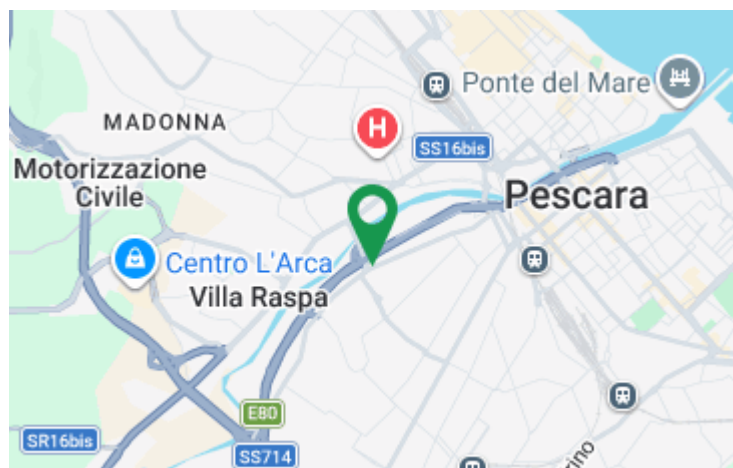 Ponte del Mare
MADONNA
H
SS16bis
Motorizzazione
Civile
Pescara
Centro L'Arca
Villa Raspa
E80
SR16bis
SS714